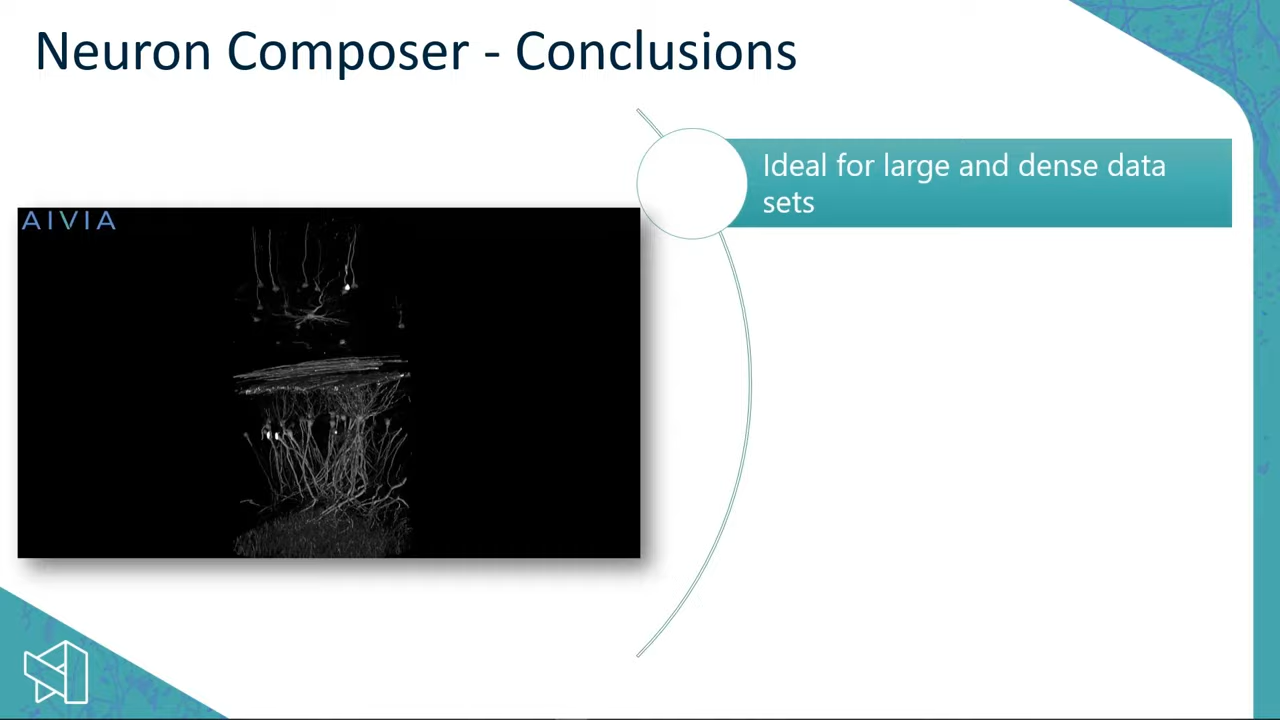 Neuron Composer - Conclusions
Ideal for large and dense data
sets
AIVIA